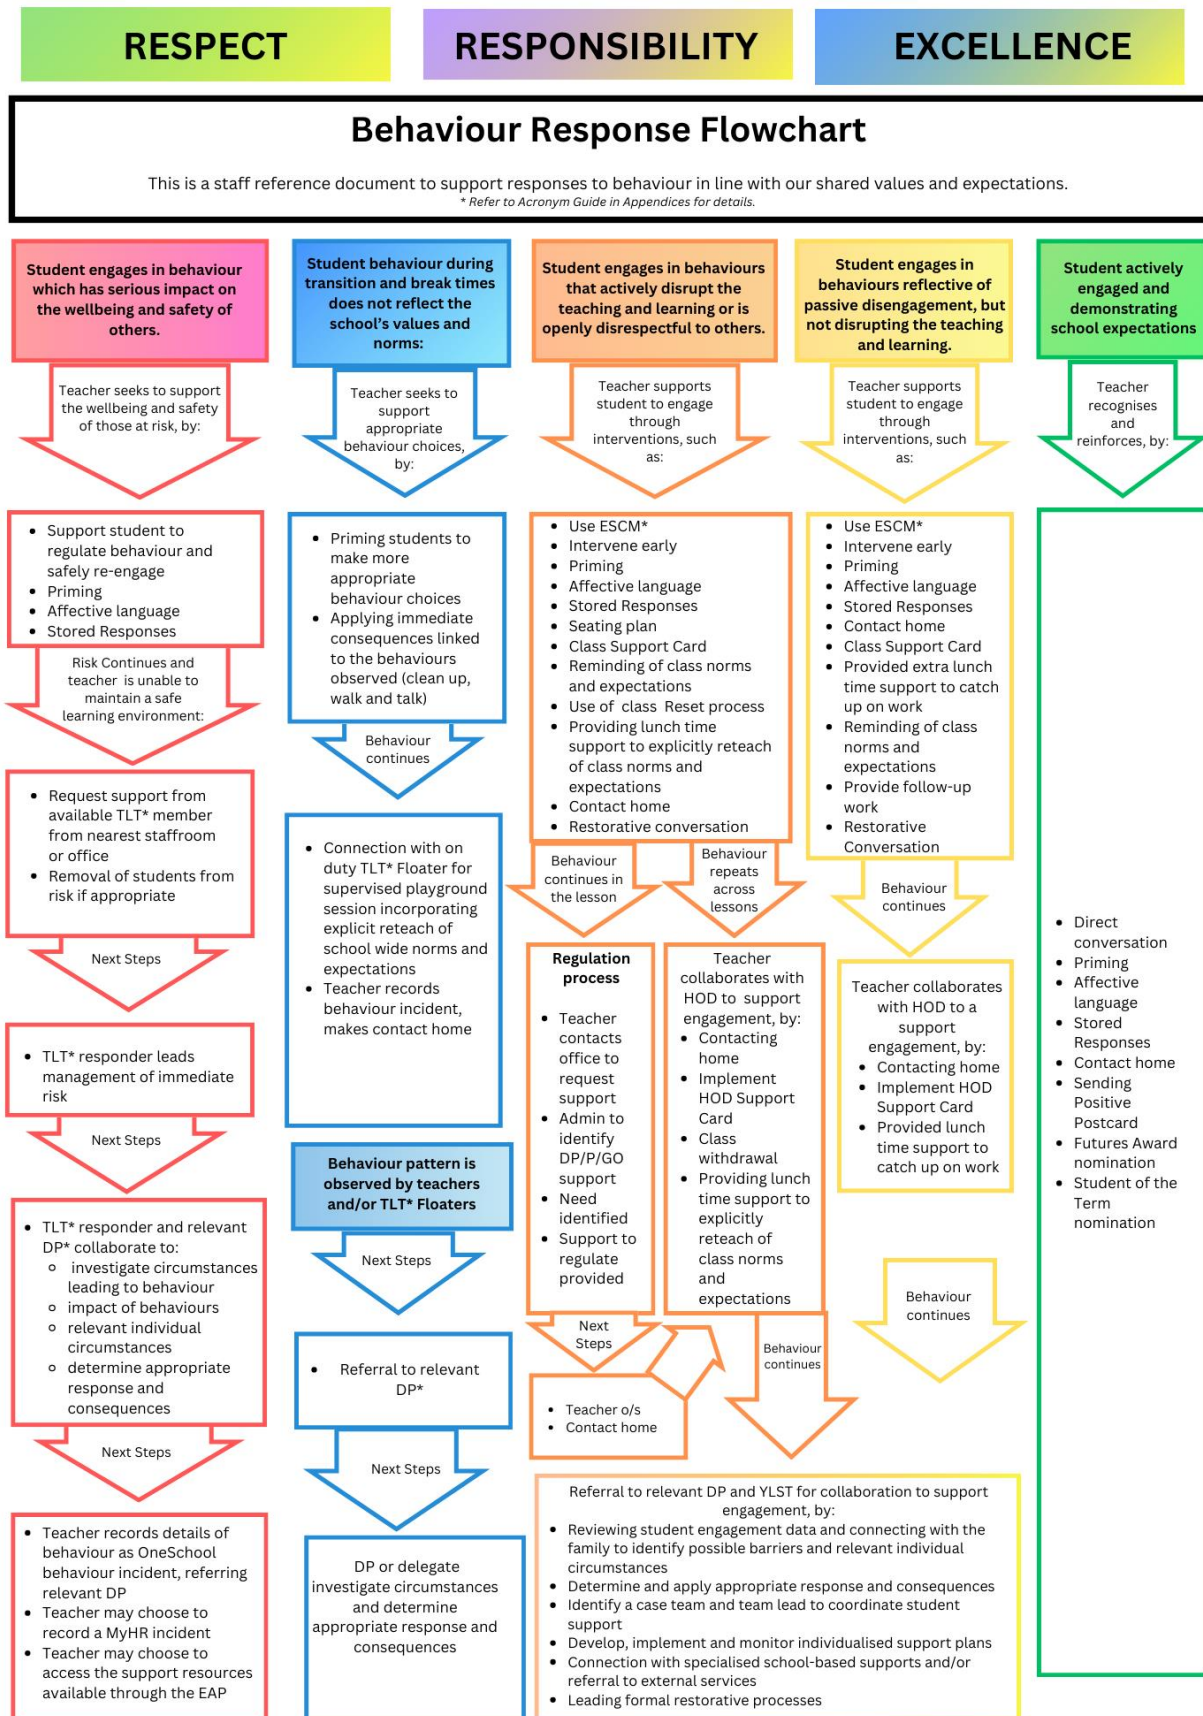 RESPECT
RESPONSIBILITY
EXCELLENCE
Behaviour Response Flowchart
This is a staff reference document to support responses to behaviour in line with our shared values and expectations.
* Refer to Acronym Guide in Appendices for details.
Student engages in behaviour
which has serious impact on
the wellbeing and safety of
others.
Teacher seeks to support
the wellbeing and safety
of those at risk, by:
• Support student to
regulate behaviour and
safely re-engage
• Priming
• Affective language
• Stored Responses
Risk Continues and
teacher is unable to
maintain a safe
learning environment:
• Request support from
available TLT* member
from nearest staffroom
or office
• Removal of students from
risk if appropriate
Next Steps
• TLT* responder leads
management of immediate
risk
Next Steps
• TLT* responder and relevant
DP* collaborate to:
○ investigate circumstances
leading to behaviour
○ impact of behaviours
○ relevant individual
circumstances
○ determine appropriate
response and
consequences
Next Steps
• Teacher records details of
behaviour as OneSchool
behaviour incident, referring
relevant DP
• Teacher may choose to
record a MyHR incident
• Teacher may choose to
access the support resources
available through the EAP
Student behaviour during
transition and break times
does not reflect the
school's values and
norms:
Teacher seeks to
support
appropriate
behaviour choices,
by:
• Priming students to
make more
appropriate
behaviour choices
• Applying immediate
consequences linked
to the behaviours
observed (clean up,
walk and talk)
Behaviour
continues
• Connection with on
duty TLT* Floater for
supervised playground
session incorporating
explicit reteach of
school wide norms and
expectations
• Teacher records
behaviour incident,
makes contact home
Behaviour pattern is
observed by teachers
and/or TLT* Floaters
Next Steps
• Referral to relevant
DP*
Next Steps
DP or delegate
investigate circumstances
and determine
appropriate response and
consequences
Student engages in behaviours
that actively disrupt the
teaching and learning or is
openly disrespectful to others.
Teacher supports
student to engage
through
interventions, such
as:
• Use ESCM*
• Intervene early
• Priming
• Affective language
• Stored Responses
• Seating plan
• Class Support Card
• Reminding of class norms
and expectations
• Use of class Reset process
• Providing lunch time
support to explicitly reteach
of class norms and
expectations
• Contact home
• Restorative conversation
Behaviour
continues in
the lesson
Regulation
process
• Teacher
contacts
office to
request
support
• Admin to
identify
DP/P/GO
support
• Need
identified
• Support to
regulate
provided
Next
Steps
• Teacher o/s
• Contact home
Behaviour
repeats
across
lessons
Teacher
collaborates with
HOD to support
engagement, by:
• Contacting
home
• Implement
HOD Support
Card
• Class
withdrawal
• Providing lunch
time support to
explicitly
reteach of
class norms
and
expectations
Behaviour
continues
Student engages in
behaviours reflective of
passive disengagement, but
not disrupting the teaching
and learning.
Teacher supports
student to engage
through
interventions, such
as:
• Use ESCM*
• Intervene early
• Priming
• Affective language
• Stored Responses
• Contact home
• Class Support Card
• Provided extra lunch
time support to catch
up on work
• Reminding of class
norms and
expectations
• Provide follow-up
work
• Restorative
Conversation
Behaviour
continues
Teacher collaborates
with HOD to a
support
engagement, by:
• Contacting home
• Implement HOD
Support Card
• Provided lunch
time support to
catch up on work
Behaviour
continues
Referral to relevant DP and YLST for collaboration to support
engagement, by:
• Reviewing student engagement data and connecting with the
family to identify possible barriers and relevant individual
circumstances
• Determine and apply appropriate response and consequences
• Identify a case team and team lead to coordinate student
support
• Develop, implement and monitor individualised support plans
• Connection with specialised school-based supports and/or
referral to external services
• Leading formal restorative processes
Student actively
engaged and
demonstrating
school expectations
Teacher
recognises
and
reinforces, by:
• Direct
conversation
• Priming
• Affective
language
• Stored
Responses
• Contact home
• Sending
Positive
Postcard
• Futures Award
nomination
• Student of the
Term
nomination